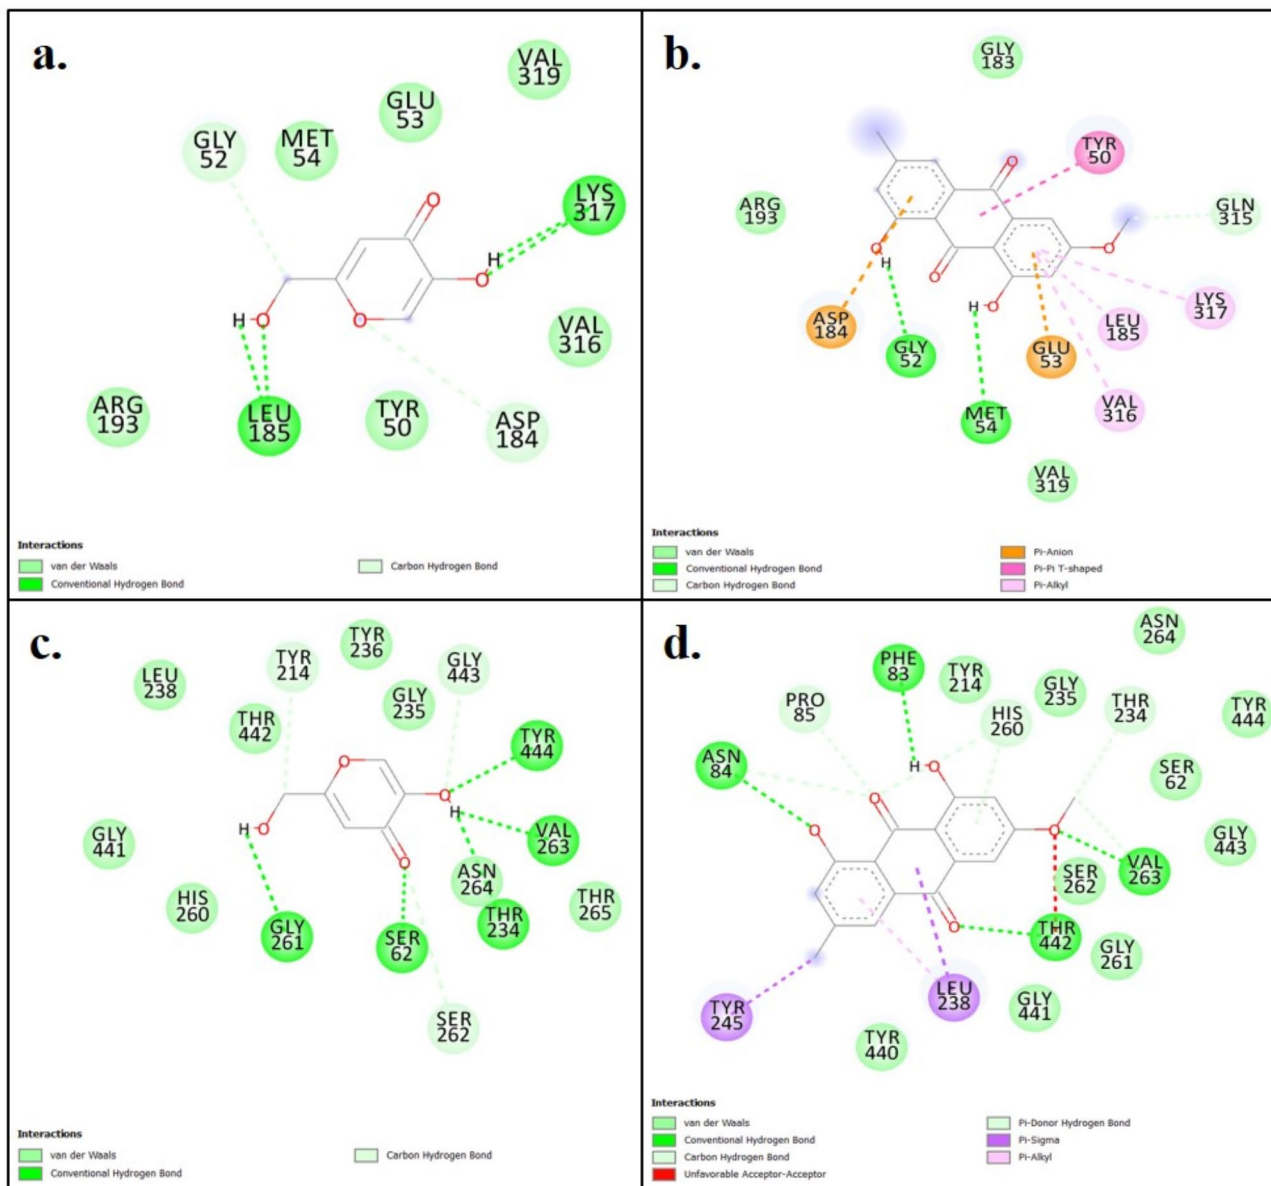 a.
VAL
319
GLU
53
MET
54
GLY
52
LYS
317
O
H
O
H
O
O
VAL
316
ARG
193
LEU
185
TYR
50
ASP
184
Interactions
van der Waals
Conventional Hydrogen Bond
Carbon Hydrogen Bond
b.
GLY
183
TYR
50
O
ARG
193
GLN
315
O
H
O
O
O
H
LYS
317
ASP
184
LEU
185
GLY
52
GLU
53
VAL
316
MET
54
VAL
319
Interactions
van der Waals
Conventional Hydrogen Bond
Carbon Hydrogen Bond
Pi-Anion
Pi-Pi T-shaped
Pi-Alkyl
c.
TYR
236
TYR
214
GLY
443
LEU
238
GLY
235
THR
442
TYR
444
O
O
H
H
O
O
VAL
263
GLY
441
ASN
264
HIS
260
THR
265
THR
234
GLY
261
SER
62
SER
262
Interactions
van der Waals
Conventional Hydrogen Bond
Carbon Hydrogen Bond
d.
ASN
264
PHE
83
TYR
214
GLY
235
PRO
85
HIS
260
THR
234
TYR
444
ASN
84
H
O
SER
62
O
O
O
GLY
443
VAL
263
SER
262
O
THR
442
GLY
261
LEU
238
GLY
441
TYR
245
TYR
440
Interactions
van der Waals
Conventional Hydrogen Bond
Carbon Hydrogen Bond
Unfavorable Acceptor-Acceptor
Pi-Donor Hydrogen Bond
Pi-Sigma
Pi-Alkyl